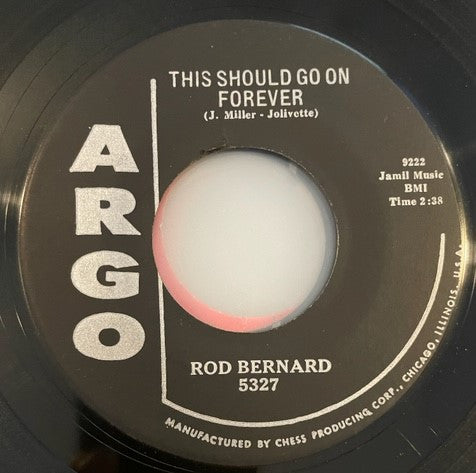 THIS SHOULD GO ON
FOREVER
(J. Miller - Jolivette)
ARGO
9222
Jamil Music
BMI
Time 2:38
ROD BERNARD
5327
MANUFACTURED BY CHESS PRODUCING CORP., CHICAGO, ILLINOIS, U.S.A.